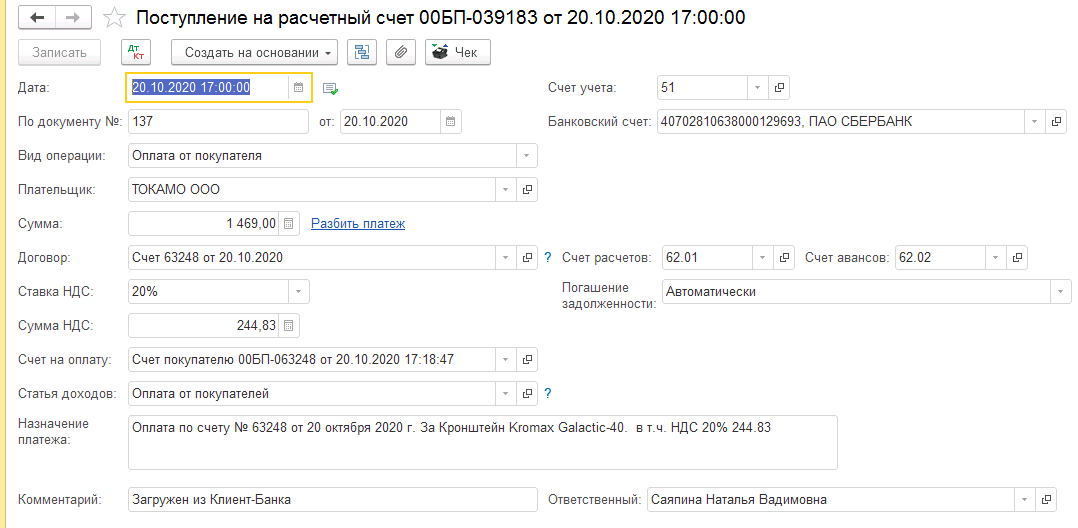 Поступление на расчетный счет 00БП-039183 от 20.10.2020 17:00:00
Записать Дт Кт Создать на основании Чек
Дата: 20.10.2020 17:00:00 Счет учета: 51
По документу №: 137 от: 20.10.2020 Банковский счет: 40702810638000129693, ПАО СБЕРБАНК
Вид операции: Оплата от покупателя
Плательщик: ТОКАМО ООО
Сумма: 1 469,00 Разбить платеж
Договор: Счет 63248 от 20.10.2020 ? Счет расчетов: 62.01 Счет авансов: 62.02
Ставка НДС: 20% Погашение задолженности: Автоматически
Сумма НДС: 244,83
Счет на оплату: Счет покупателю 00БП-063248 от 20.10.2020 17:18:47
Статья доходов: Оплата от покупателей ?
Назначение платежа: Оплата по счету № 63248 от 20 октября 2020 г. За Кронштейн Kromax Galactic-40. в т.ч. НДС 20% 244.83
Комментарий: Загружен из Клиент-Банка Ответственный: Саяпина Наталья Вадимовна